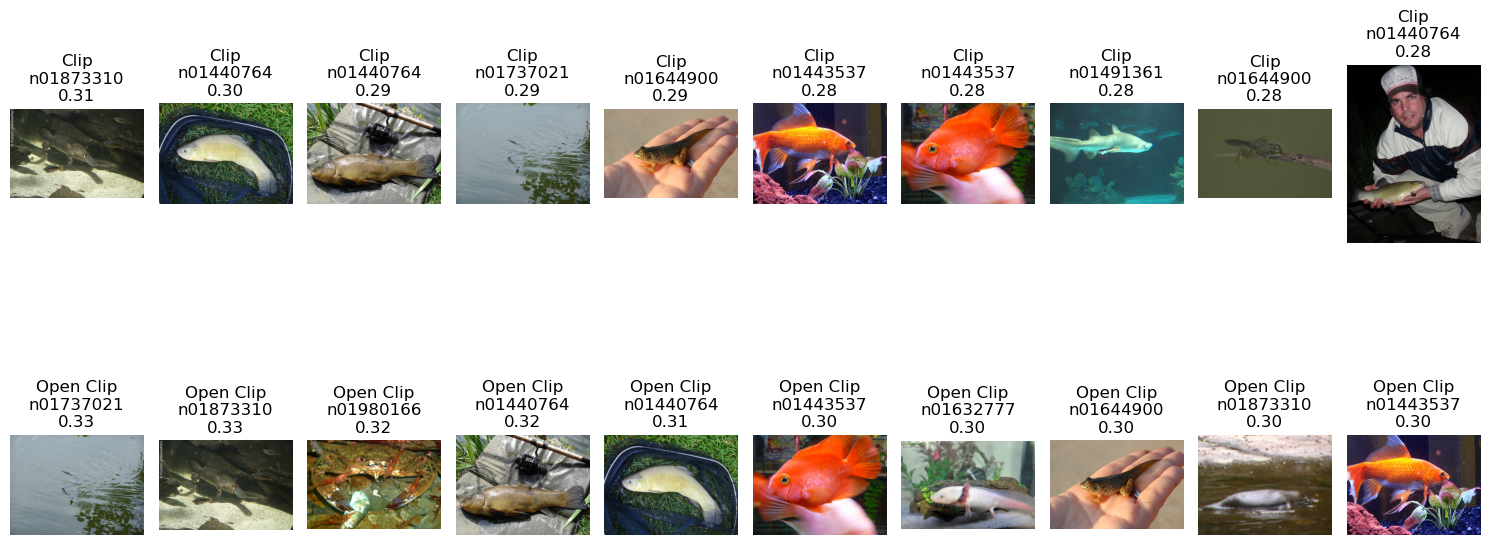 Clip
n01873310
0.31
Clip
n01440764
0.30
Clip
n01440764
0.29
Clip
n01737021
0.29
Clip
n01644900
0.29
Clip
n01443537
0.28
Clip
n01443537
0.28
Clip
n01491361
0.28
Clip
n01644900
0.28
Clip
n01440764
0.28
Open Clip
n01737021
0.33
Open Clip
n01873310
0.33
Open Clip
n01980166
0.32
Open Clip
n01440764
0.32
Open Clip
n01440764
0.31
Open Clip
n01443537
0.30
Open Clip
n01632777
0.30
Open Clip
n01644900
0.30
Open Clip
n01873310
0.30
Open Clip
n01443537
0.30